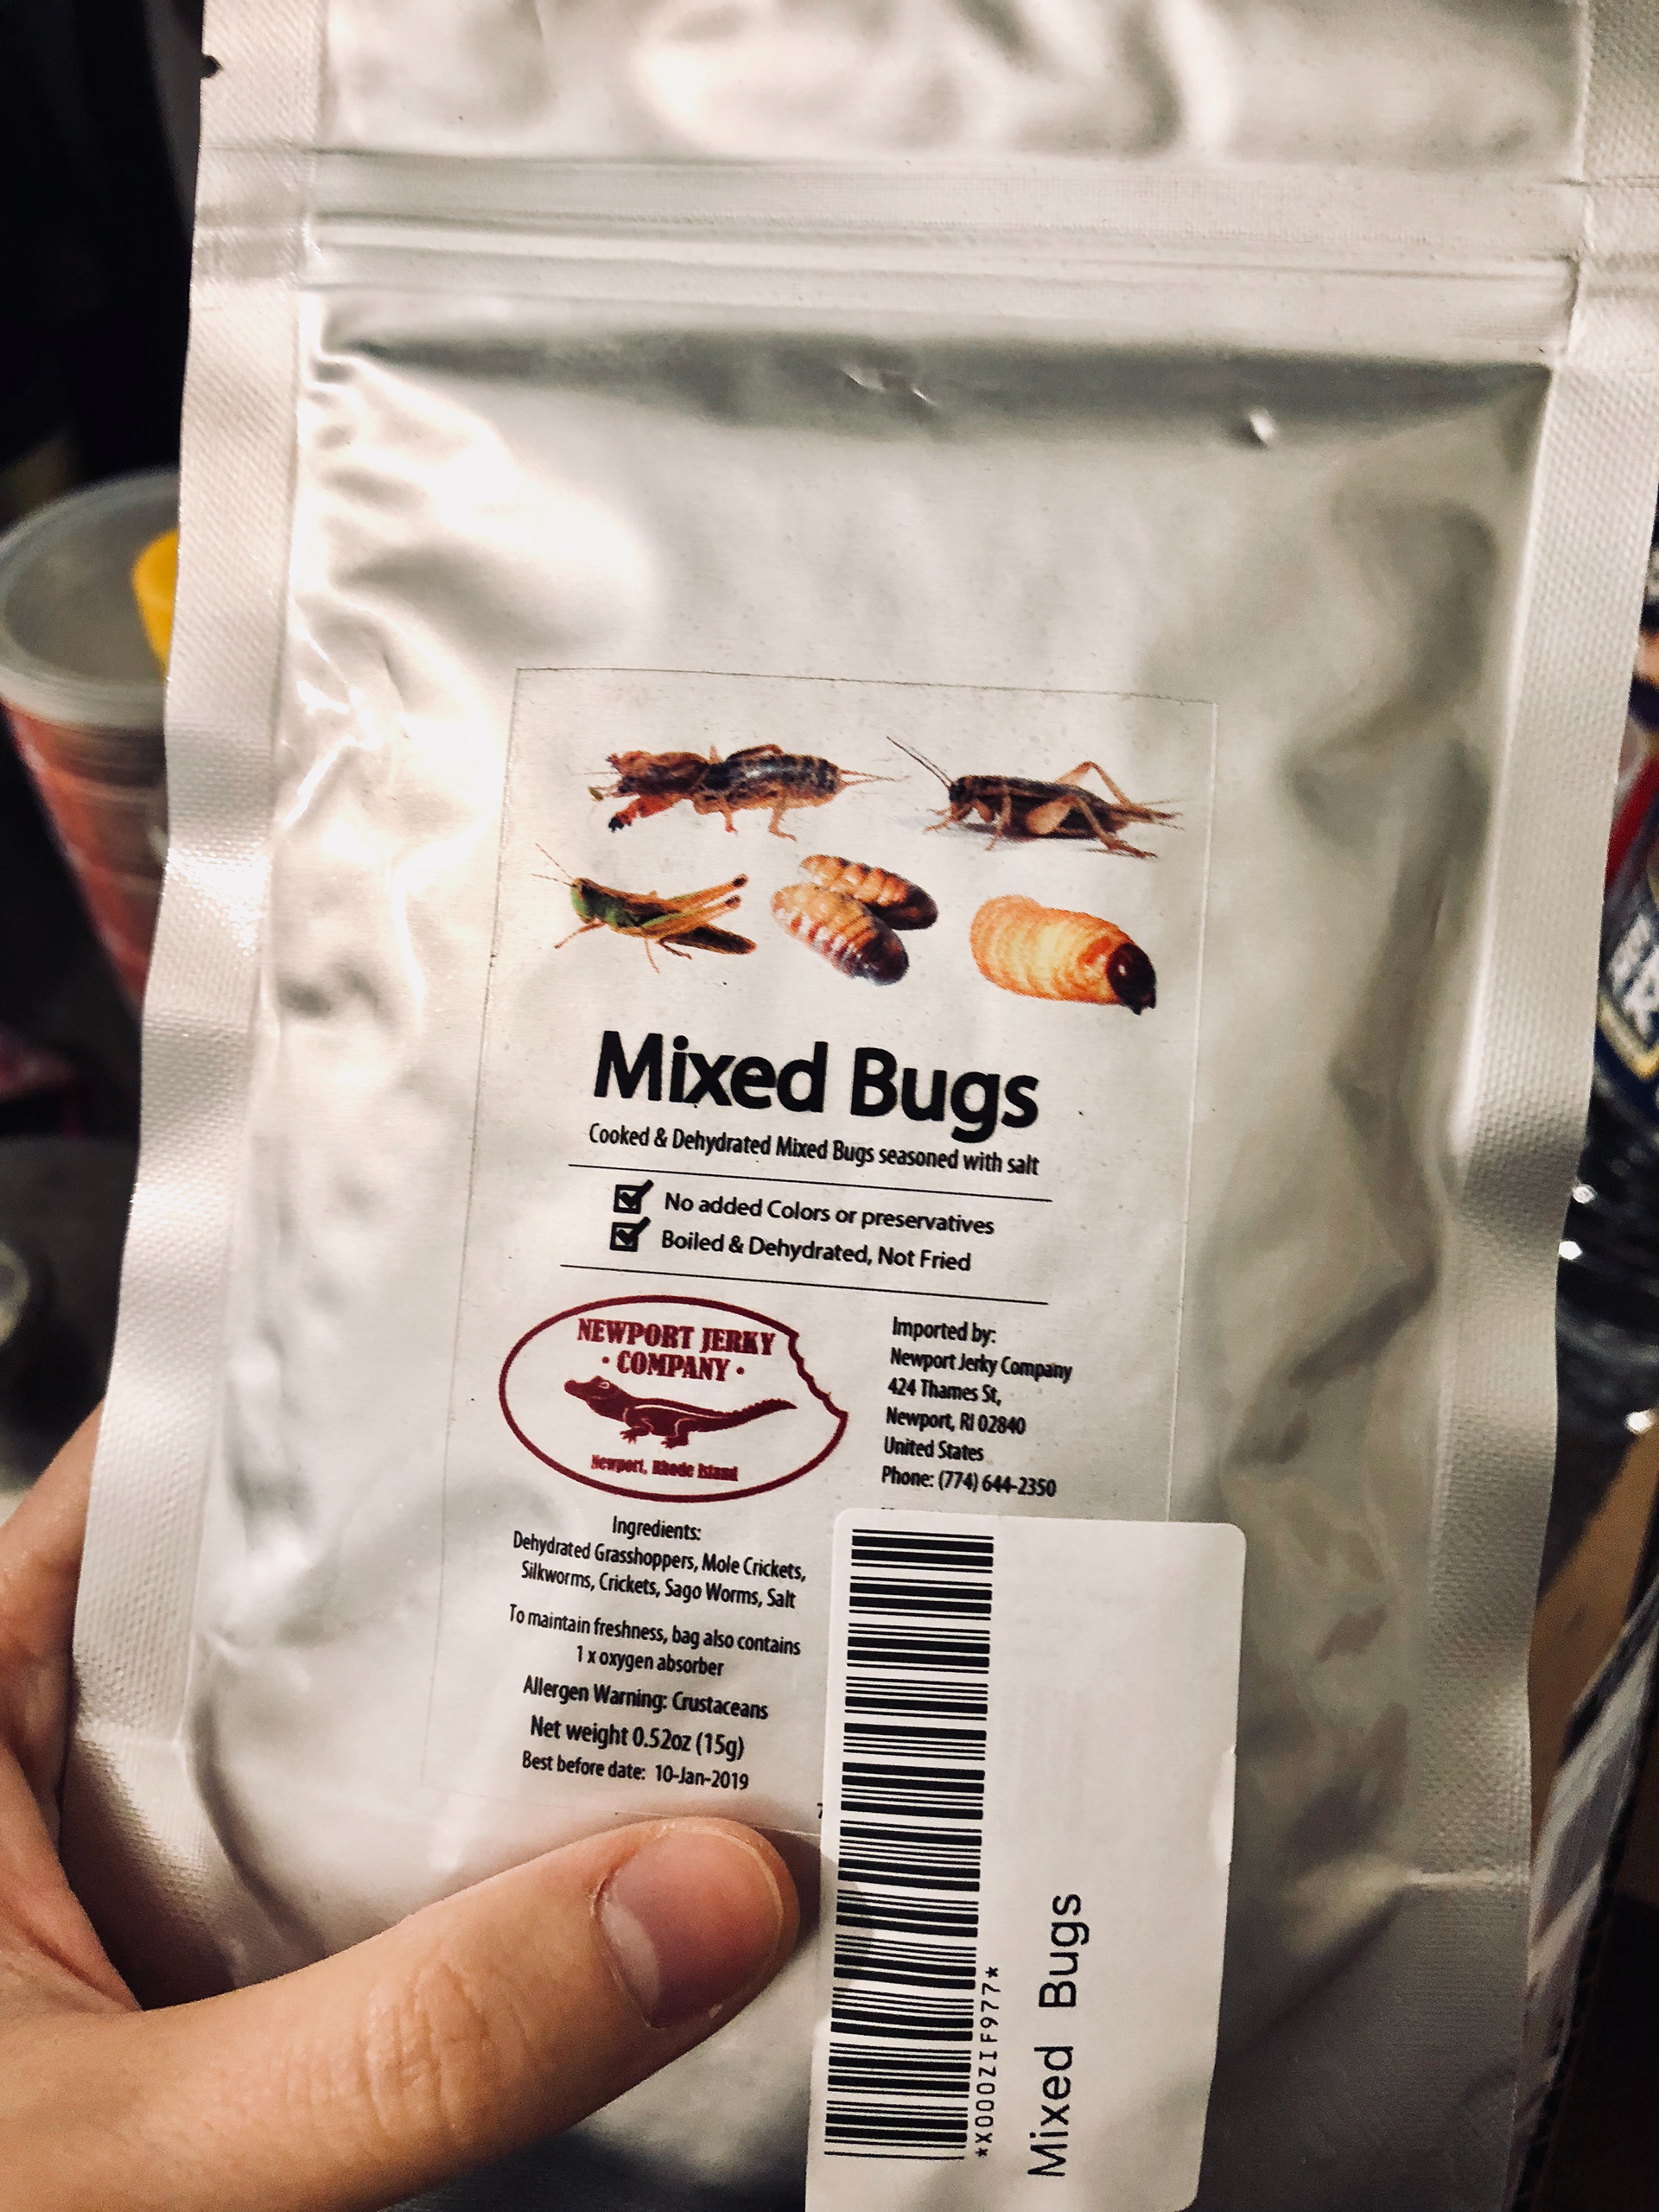 Mixed Bugs
Cooked & Dehydrated Mixed Bugs seasoned with salt
No added Colors or preservatives
Boiled & Dehydrated, Not Fried
NEWPORT JERKY
• COMPANY •
Newport, Rhode Island
Imported by:
Newport Jerky Company
424 Thames St,
Newport, RI 02840
United States
Phone: (774) 644-2350
Ingredients:
Dehydrated Grasshoppers, Mole Crickets,
Silkworms, Crickets, Sago Worms, Salt
To maintain freshness, bag also contains
1 x oxygen absorber
Allergen Warning: Crustaceans
Net weight 0.52oz (15g)
Best before date: 10-Jan-2019
*X000ZIF977*
Mixed Bugs